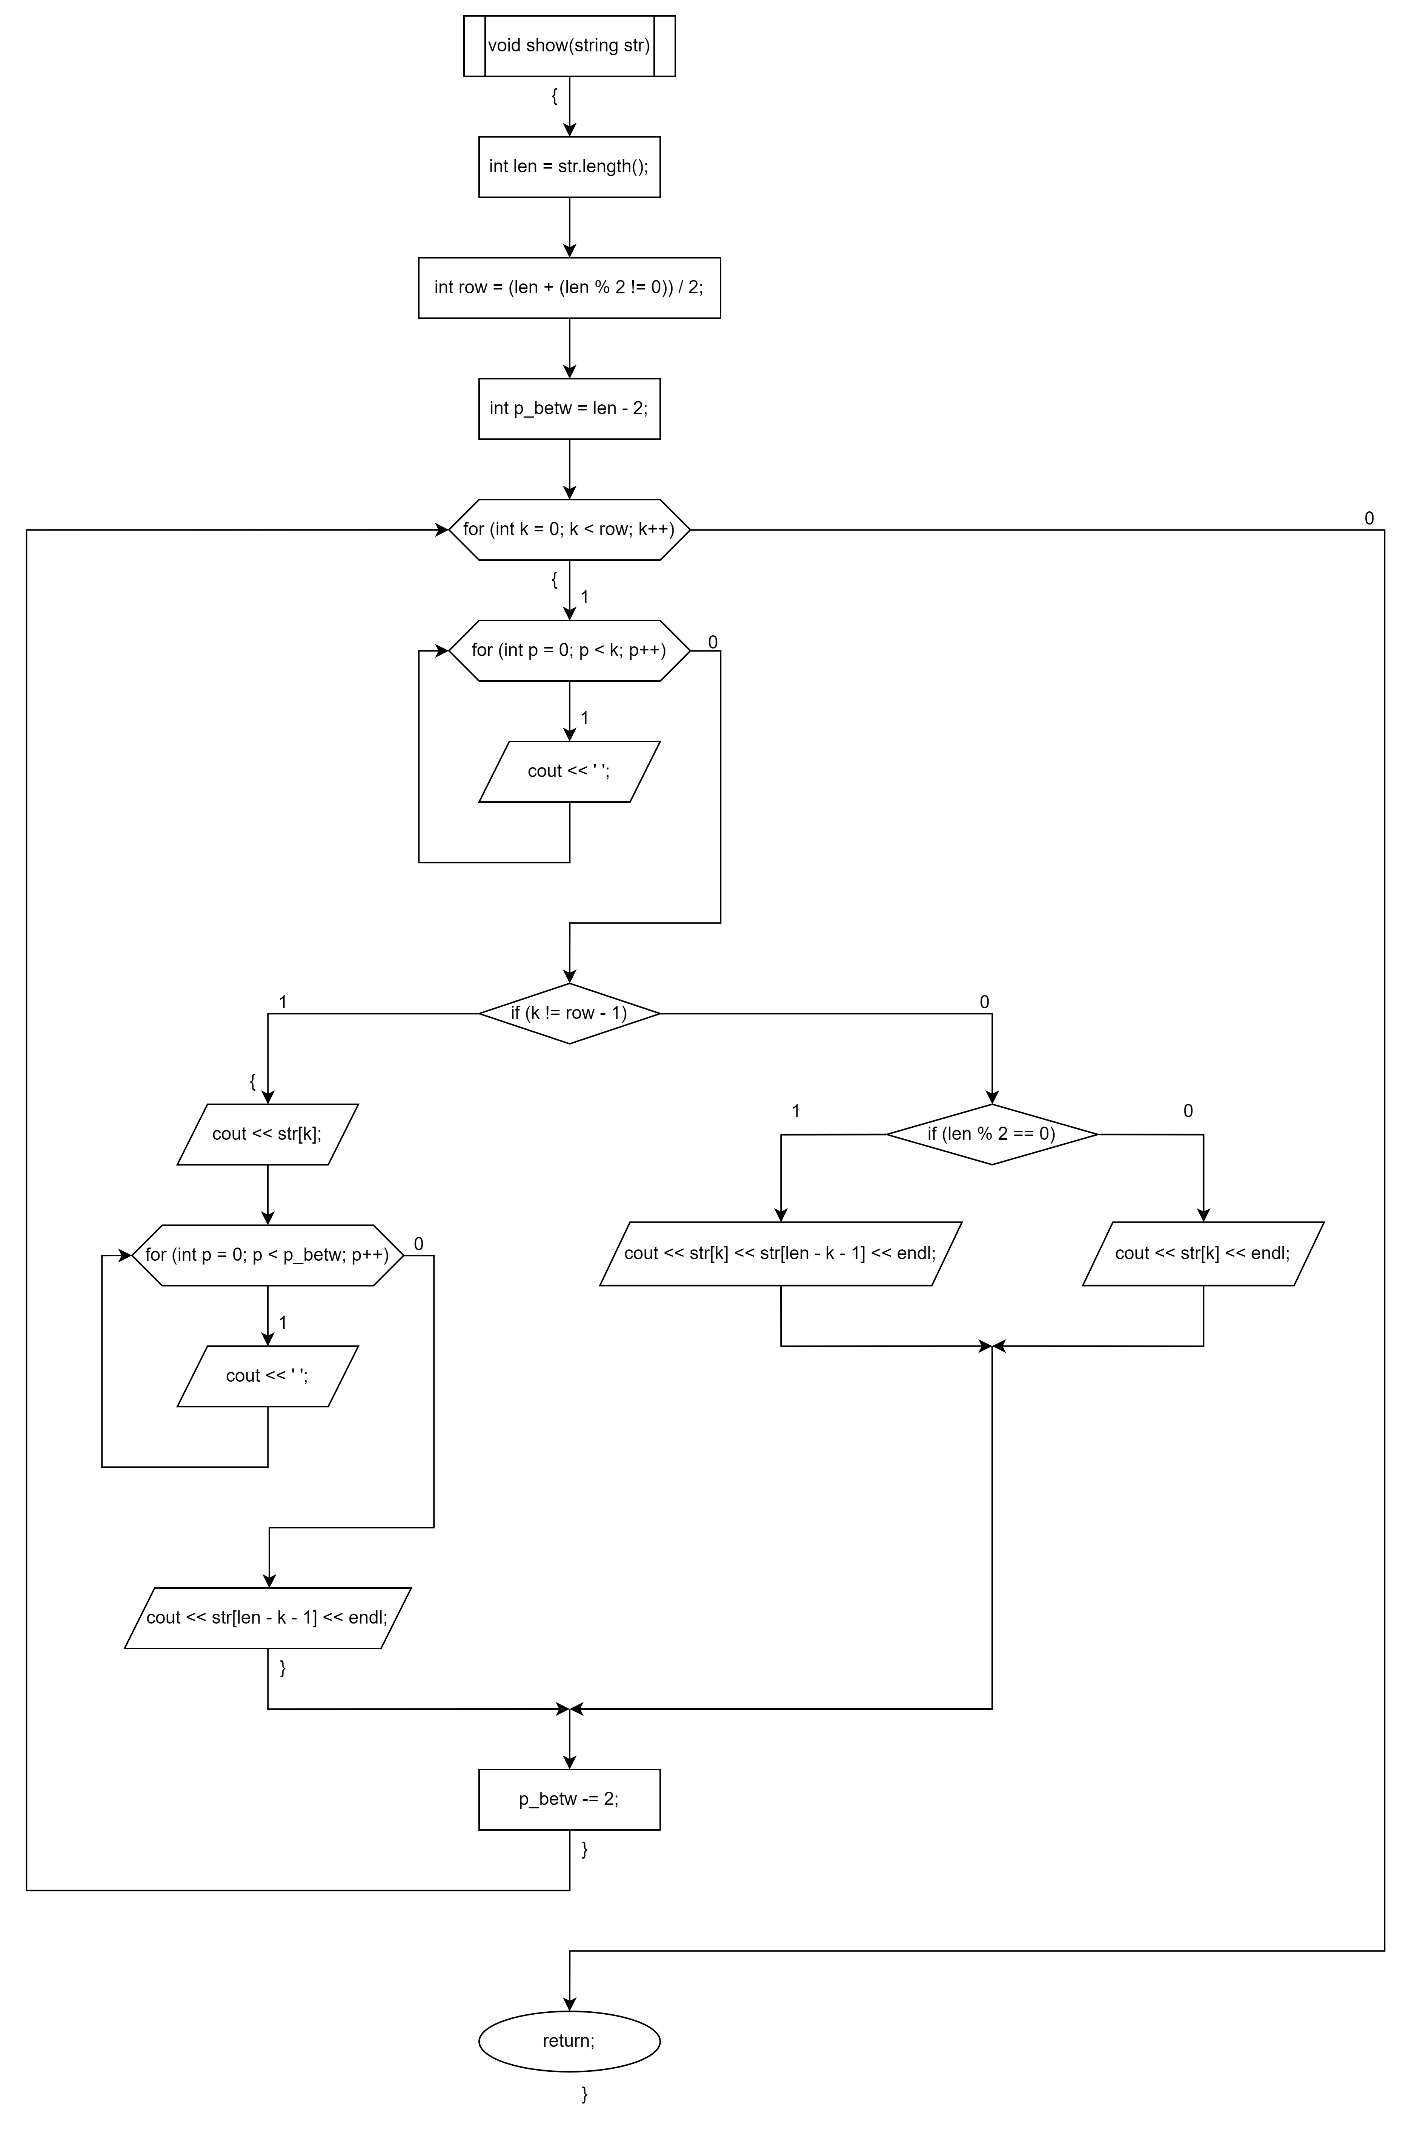 void show(string str)
{
int len = str.length();
int row = (len + (len % 2 != 0)) / 2;
int p_betw = len - 2;
for (int k = 0; k < row; k++)
0
{
1
for (int p = 0; p < k; p++)
0
1
cout << ' ';
if (k != row - 1)
1
0
{
cout << str[k];
if (len % 2 == 0)
1
0
for (int p = 0; p < p_betw; p++)
0
cout << str[k] << str[len - k - 1] << endl;
cout << str[k] << endl;
1
cout << ' ';
cout << str[len - k - 1] << endl;
}
p_betw -= 2;
}
return;
}